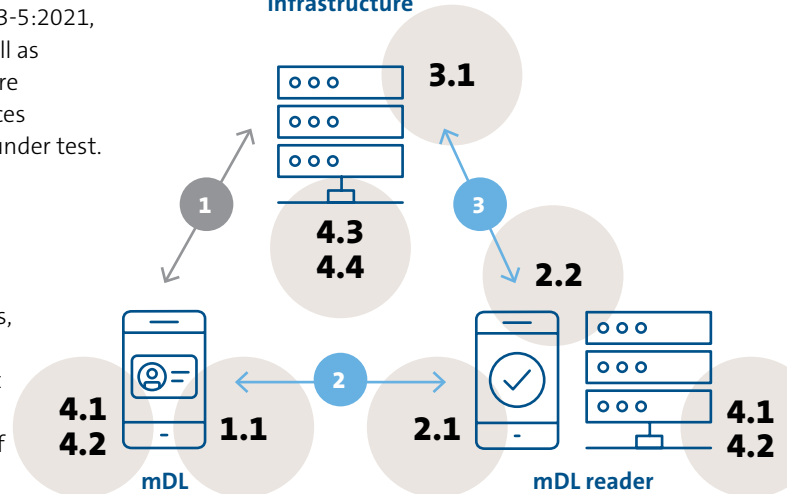 3-5:2021,
ll as
re
ces
under test.
s,
f
infrastructure
3.1
1
3
4.3
4.4
2.2
2
4.1
4.2
1.1
2.1
4.1
4.2
mDL
mDL reader